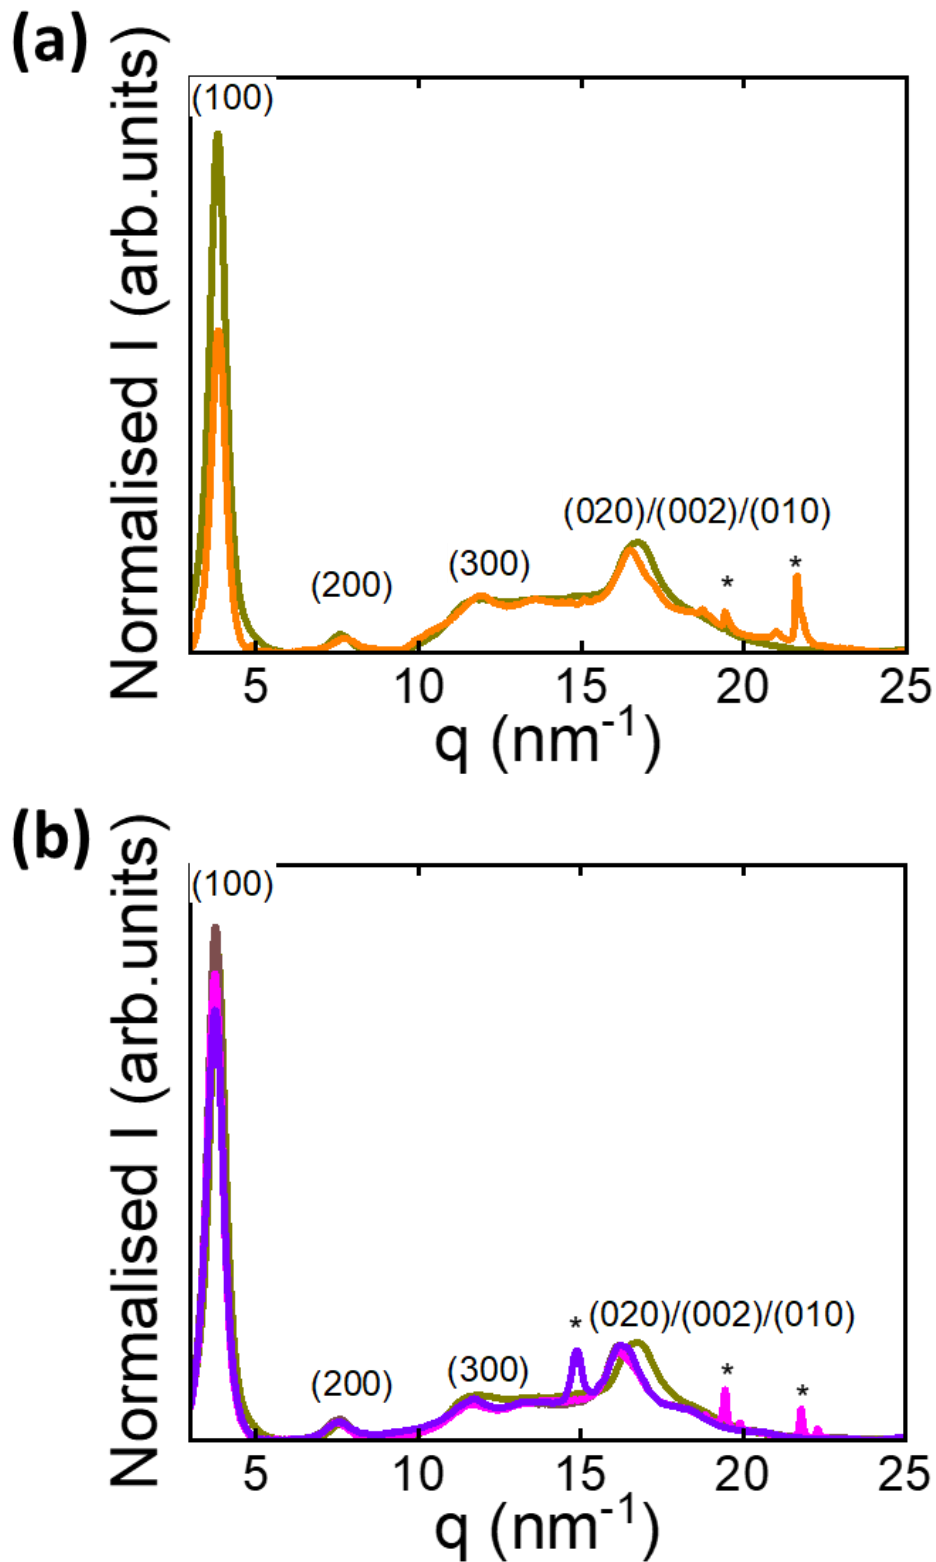 (a)
Normalised I (arb.units)
(100)
(200)
(300)
(020)/(002)/(010)
*
*
5 10 15 20 25
q (nm⁻¹)
(b)
Normalised I (arb.units)
(100)
(200)
(300)
*
(020)/(002)/(010)
*
*
5 10 15 20 25
q (nm⁻¹)